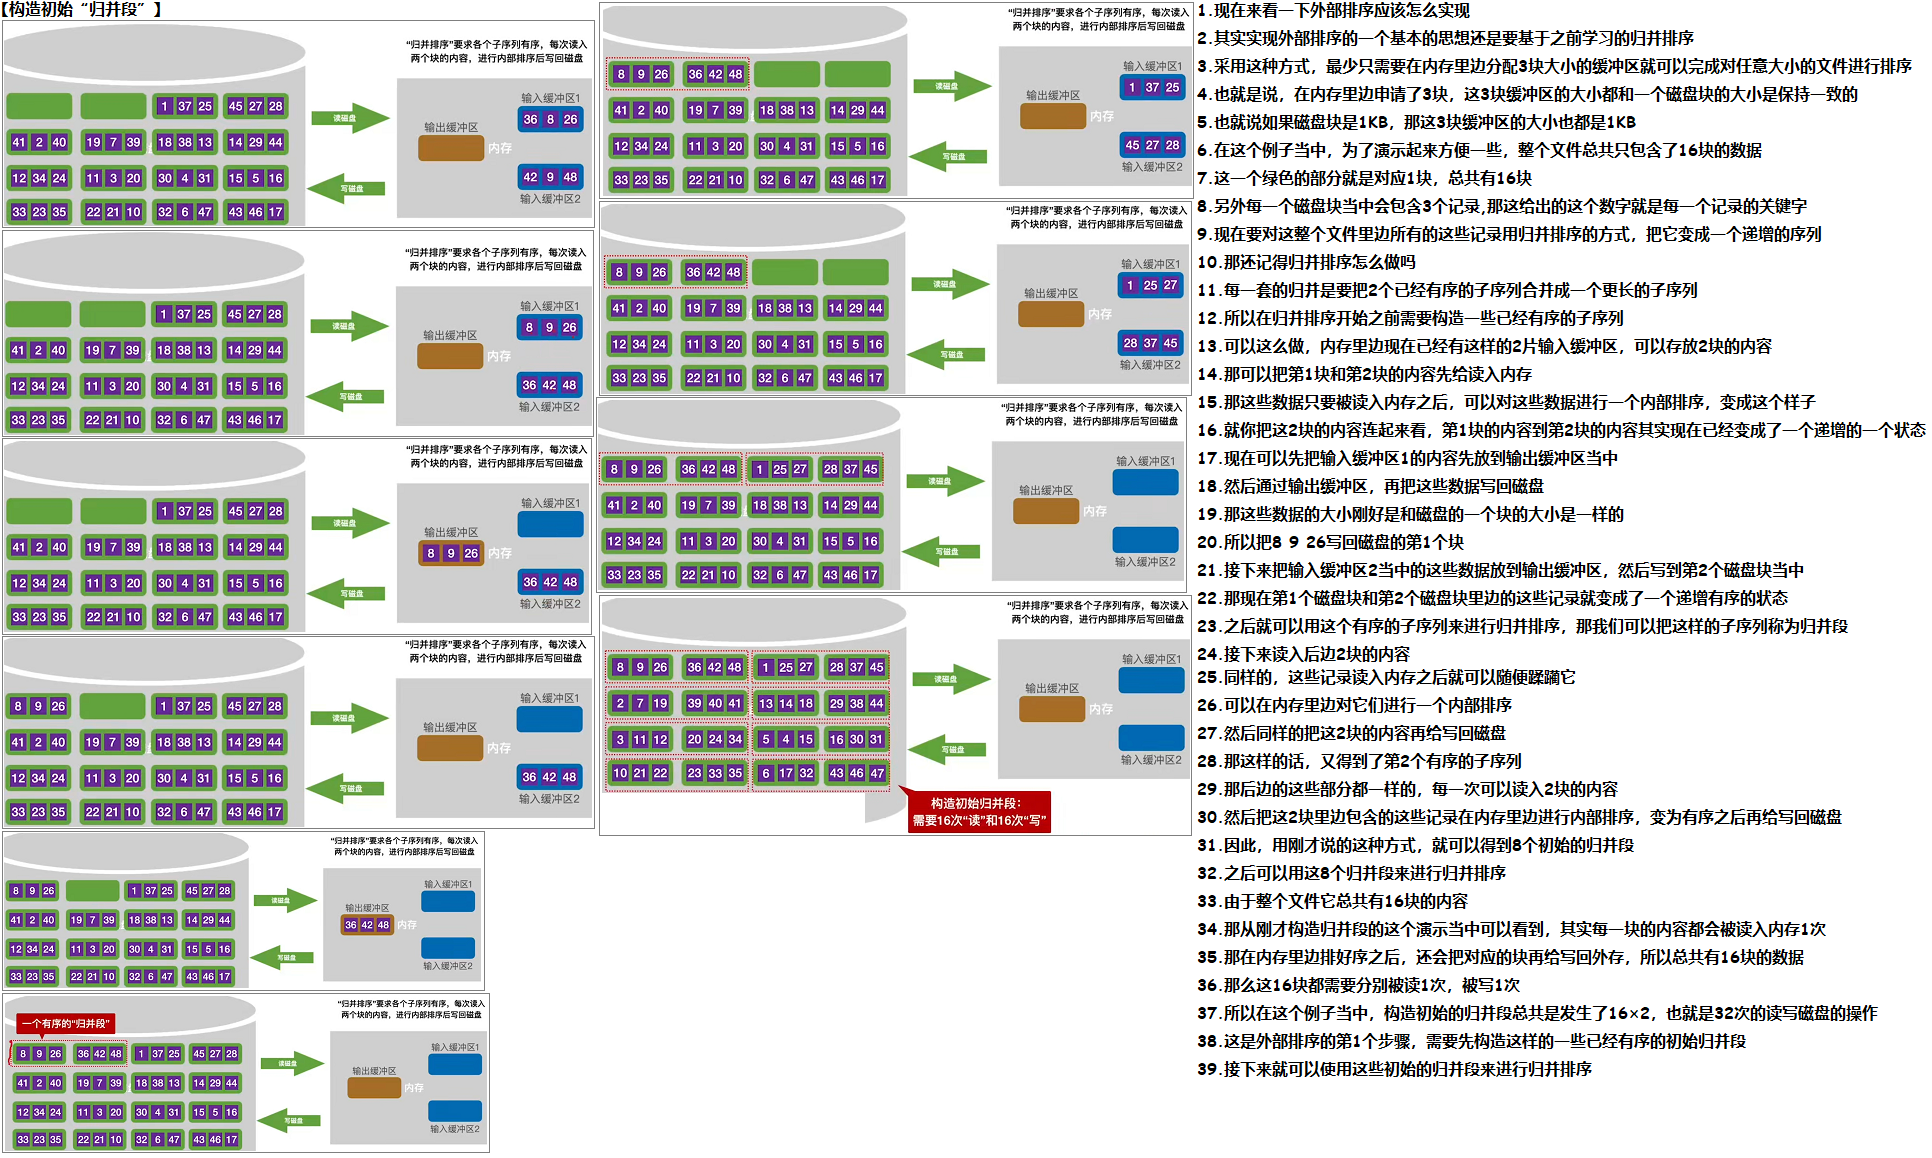 【构造初始“归并段”】
“归并排序”要求各个子序列有序，每次读入
两个块的内容，进行内部排序后写回磁盘
输入缓冲区1
1 37 25 45 27 28
读磁盘
36 8 26
输出缓冲区
41 2 40 19 7 39 18 38 13 14 29 44
内存
12 34 24 11 3 20 30 4 31 15 5 16
写磁盘
42 9 48
输入缓冲区2
33 23 35 22 21 10 32 6 47 43 46 17
“归并排序”要求各个子序列有序，每次读入
两个块的内容，进行内部排序后写回磁盘
输入缓冲区1
1 37 25 45 27 28
读磁盘
8 9 26
输出缓冲区
41 2 40 19 7 39 18 38 13 14 29 44
内存
12 34 24 11 3 20 30 4 31 15 5 16
写磁盘
36 42 48
输入缓冲区2
33 23 35 22 21 10 32 6 47 43 46 17
“归并排序”要求各个子序列有序，每次读入
两个块的内容，进行内部排序后写回磁盘
输入缓冲区1
1 37 25 45 27 28
读磁盘
输出缓冲区
41 2 40 19 7 39 18 38 13 14 29 44
8 9 26
内存
12 34 24 11 3 20 30 4 31 15 5 16
写磁盘
36 42 48
输入缓冲区2
33 23 35 22 21 10 32 6 47 43 46 17
“归并排序”要求各个子序列有序，每次读入
两个块的内容，进行内部排序后写回磁盘
输入缓冲区1
8 9 26 1 37 25 45 27 28
读磁盘
输出缓冲区
41 2 40 19 7 39 18 38 13 14 29 44
内存
12 34 24 11 3 20 30 4 31 15 5 16
写磁盘
36 42 48
输入缓冲区2
33 23 35 22 21 10 32 6 47 43 46 17
“归并排序”要求各个子序列有序，每次读入
两个块的内容，进行内部排序后写回磁盘
输入缓冲区1
8 9 26 1 37 25 45 27 28
读磁盘
输出缓冲区
41 2 40 19 7 39 18 38 13 14 29 44
36 42 48
内存
12 34 24 11 3 20 30 4 31 15 5 16
写磁盘
输入缓冲区2
33 23 35 22 21 10 32 6 47 43 46 17
“归并排序”要求各个子序列有序，每次读入
两个块的内容，进行内部排序后写回磁盘
一个有序的“归并段”
输入缓冲区1
8 9 26 36 42 48 1 37 25 45 27 28
读磁盘
输出缓冲区
41 2 40 19 7 39 18 38 13 14 29 44
内存
12 34 24 11 3 20 30 4 31 15 5 16
写磁盘
输入缓冲区2
33 23 35 22 21 10 32 6 47 43 46 17
“归并排序”要求各个子序列有序，每次读入
两个块的内容，进行内部排序后写回磁盘
输入缓冲区1
8 9 26 36 42 48
读磁盘
1 37 25
输出缓冲区
41 2 40 19 7 39 18 38 13 14 29 44
内存
12 34 24 11 3 20 30 4 31 15 5 16
写磁盘
45 27 28
输入缓冲区2
33 23 35 22 21 10 32 6 47 43 46 17
“归并排序”要求各个子序列有序，每次读入
两个块的内容，进行内部排序后写回磁盘
输入缓冲区1
8 9 26 36 42 48
读磁盘
1 25 27
输出缓冲区
41 2 40 19 7 39 18 38 13 14 29 44
内存
12 34 24 11 3 20 30 4 31 15 5 16
写磁盘
28 37 45
输入缓冲区2
33 23 35 22 21 10 32 6 47 43 46 17
“归并排序”要求各个子序列有序，每次读入
两个块的内容，进行内部排序后写回磁盘
输入缓冲区1
8 9 26 36 42 48 1 25 27 28 37 45
读磁盘
输出缓冲区
41 2 40 19 7 39 18 38 13 14 29 44
内存
12 34 24 11 3 20 30 4 31 15 5 16
写磁盘
输入缓冲区2
33 23 35 22 21 10 32 6 47 43 46 17
“归并排序”要求各个子序列有序，每次读入
两个块的内容，进行内部排序后写回磁盘
输入缓冲区1
8 9 26 36 42 48 1 25 27 28 37 45
读磁盘
输出缓冲区
2 7 19 39 40 41 13 14 18 29 38 44
内存
3 11 12 20 24 34 5 4 15 16 30 31
写磁盘
输入缓冲区2
10 21 22 23 33 35 6 17 32 43 46 47
构造初始归并段：
需要16次“读”和16次“写”
1.现在来看一下外部排序应该怎么实现
2.其实实现外部排序的一个基本的思想还是要基于之前学习的归并排序
3.采用这种方式，最少只需要在内存里边分配3块大小的缓冲区就可以完成对任意大小的文件进行排序
4.也就是说，在内存里边申请了3块，这3块缓冲区的大小都和一个磁盘块的大小是保持一致的
5.也就说如果磁盘块是1KB，那这3块缓冲区的大小也都是1KB
6.在这个例子当中，为了演示起来方便一些，整个文件总共只包含了16块的数据
7.这一个绿色的部分就是对应1块，总共有16块
8.另外每一个磁盘块当中会包含3个记录,那这给出的这个数字就是每一个记录的关键字
9.现在要对这整个文件里边所有的这些记录用归并排序的方式，把它变成一个递增的序列
10.那还记得归并排序怎么做吗
11.每一套的归并是要把2个已经有序的子序列合并成一个更长的子序列
12.所以在归并排序开始之前需要构造一些已经有序的子序列
13.可以这么做，内存里边现在已经有这样的2片输入缓冲区，可以存放2块的内容
14.那可以把第1块和第2块的内容先给读入内存
15.那这些数据只要被读入内存之后，可以对这些数据进行一个内部排序，变成这个样子
16.就你把这2块的内容连起来看，第1块的内容到第2块的内容其实现在已经变成了一个递增的一个状态
17.现在可以先把输入缓冲区1的内容先放到输出缓冲区当中
18.然后通过输出缓冲区，再把这些数据写回磁盘
19.那这些数据的大小刚好是和磁盘的一个块的大小是一样的
20.所以把8 9 26写回磁盘的第1个块
21.接下来把输入缓冲区2当中的这些数据放到输出缓冲区，然后写到第2个磁盘块当中
22.那现在第1个磁盘块和第2个磁盘块里边的这些记录就变成了一个递增有序的状态
23.之后就可以用这个有序的子序列来进行归并排序，那我们可以把这样的子序列称为归并段
24.接下来读入后边2块的内容
25.同样的，这些记录读入内存之后就可以随便蹂躏它
26.可以在内存里边对它们进行一个内部排序
27.然后同样的把这2块的内容再给写回磁盘
28.那这样的话，又得到了第2个有序的子序列
29.那后边的这些部分都一样的，每一次可以读入2块的内容
30.然后把这2块里边包含的这些记录在内存里边进行内部排序，变为有序之后再给写回磁盘
31.因此，用刚才说的这种方式，就可以得到8个初始的归并段
32.之后可以用这8个归并段来进行归并排序
33.由于整个文件它总共有16块的内容
34.那从刚才构造归并段的这个演示当中可以看到，其实每一块的内容都会被读入内存1次
35.那在内存里边排好序之后，还会把对应的块再给写回外存，所以总共有16块的数据
36.那么这16块都需要分别被读1次，被写1次
37.所以在这个例子当中，构造初始的归并段总共是发生了16×2，也就是32次的读写磁盘的操作
38.这是外部排序的第1个步骤，需要先构造这样的一些已经有序的初始归并段
39.接下来就可以使用这些初始的归并段来进行归并排序